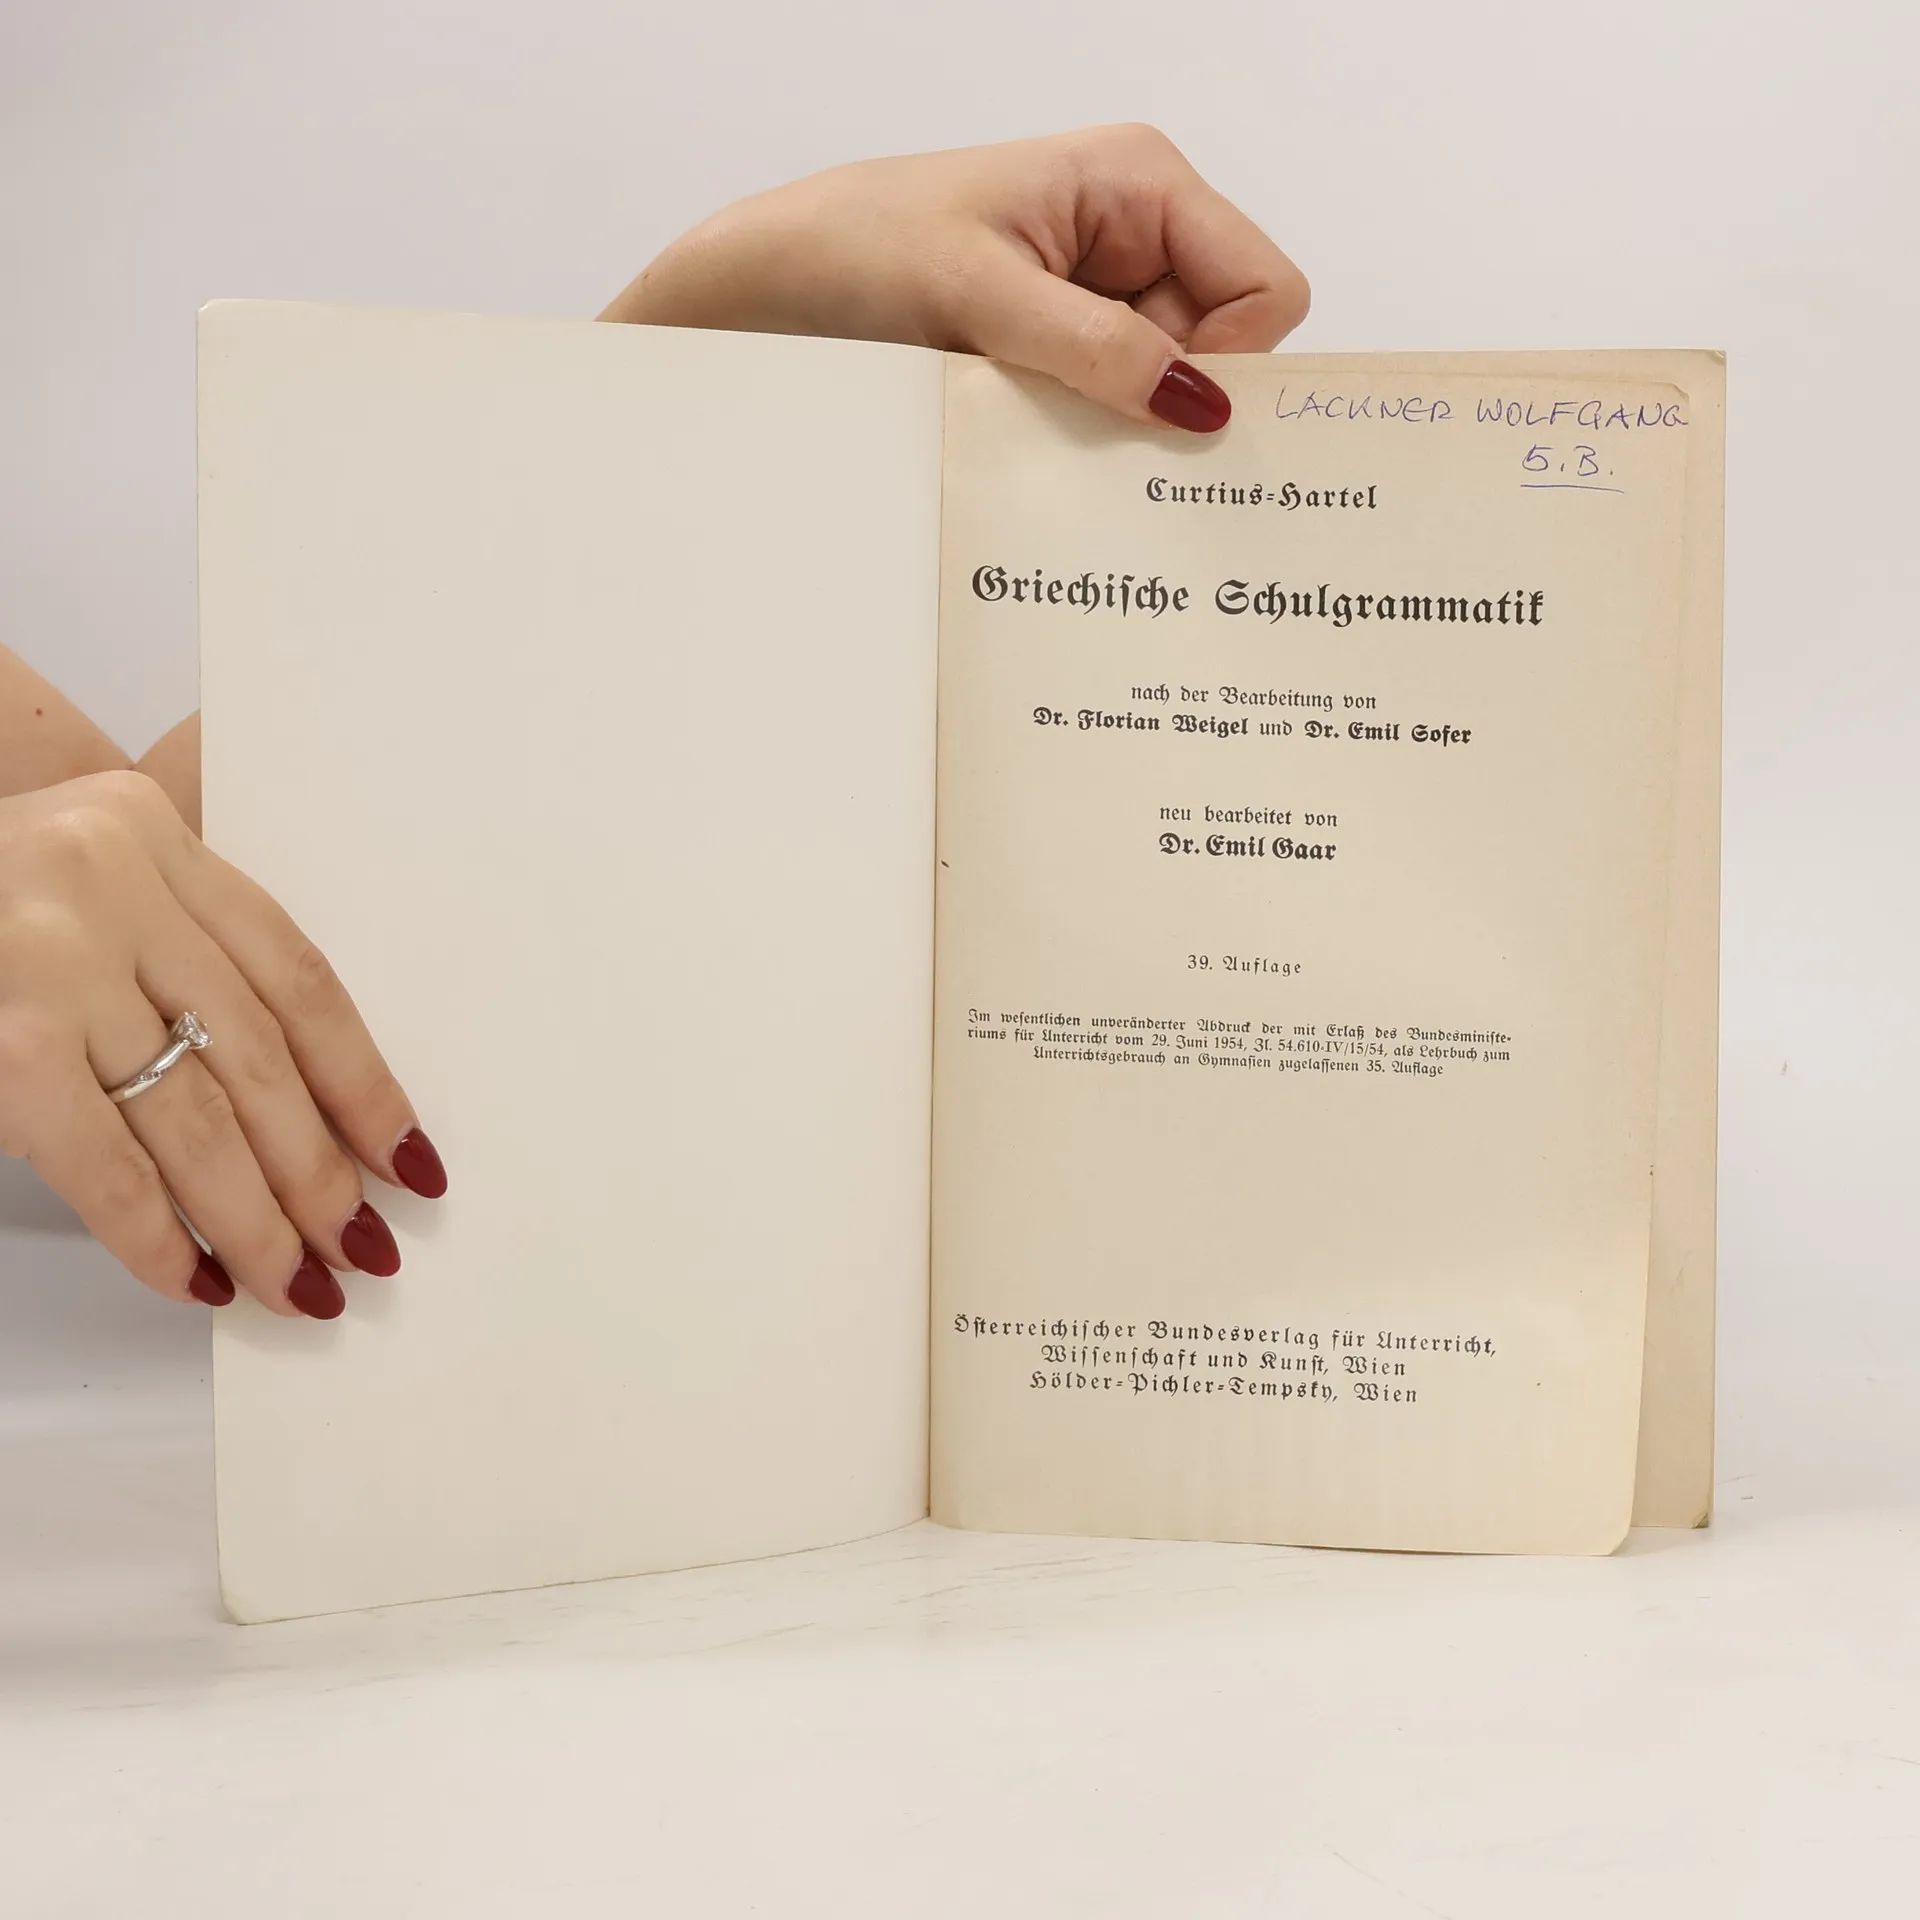 LACKNER WOLFGANG
5.B.
Curtius-Hartel
Griechiſche Schulgrammatik
nach der Bearbeitung von
Dr. Florian Weigel und Dr. Emil Sofer
neu bearbeitet von
Dr. Emil Gaar
39. Auflage
Im weſentlichen unveränderter Abdruck der mit Erlaß des Bundesminiſte-
riums für Unterricht vom 29. Juni 1954, Zl. 54.610-IV/15/54, als Lehrbuch zum
Unterrichtsgebrauch an Gymnaſien zugelaſſenen 35. Auflage
Öſterreichiſcher Bundesverlag für Unterricht,
Wiſſenſchaft und Kunſt, Wien
Hölder-Pichler-Tempsky, Wien